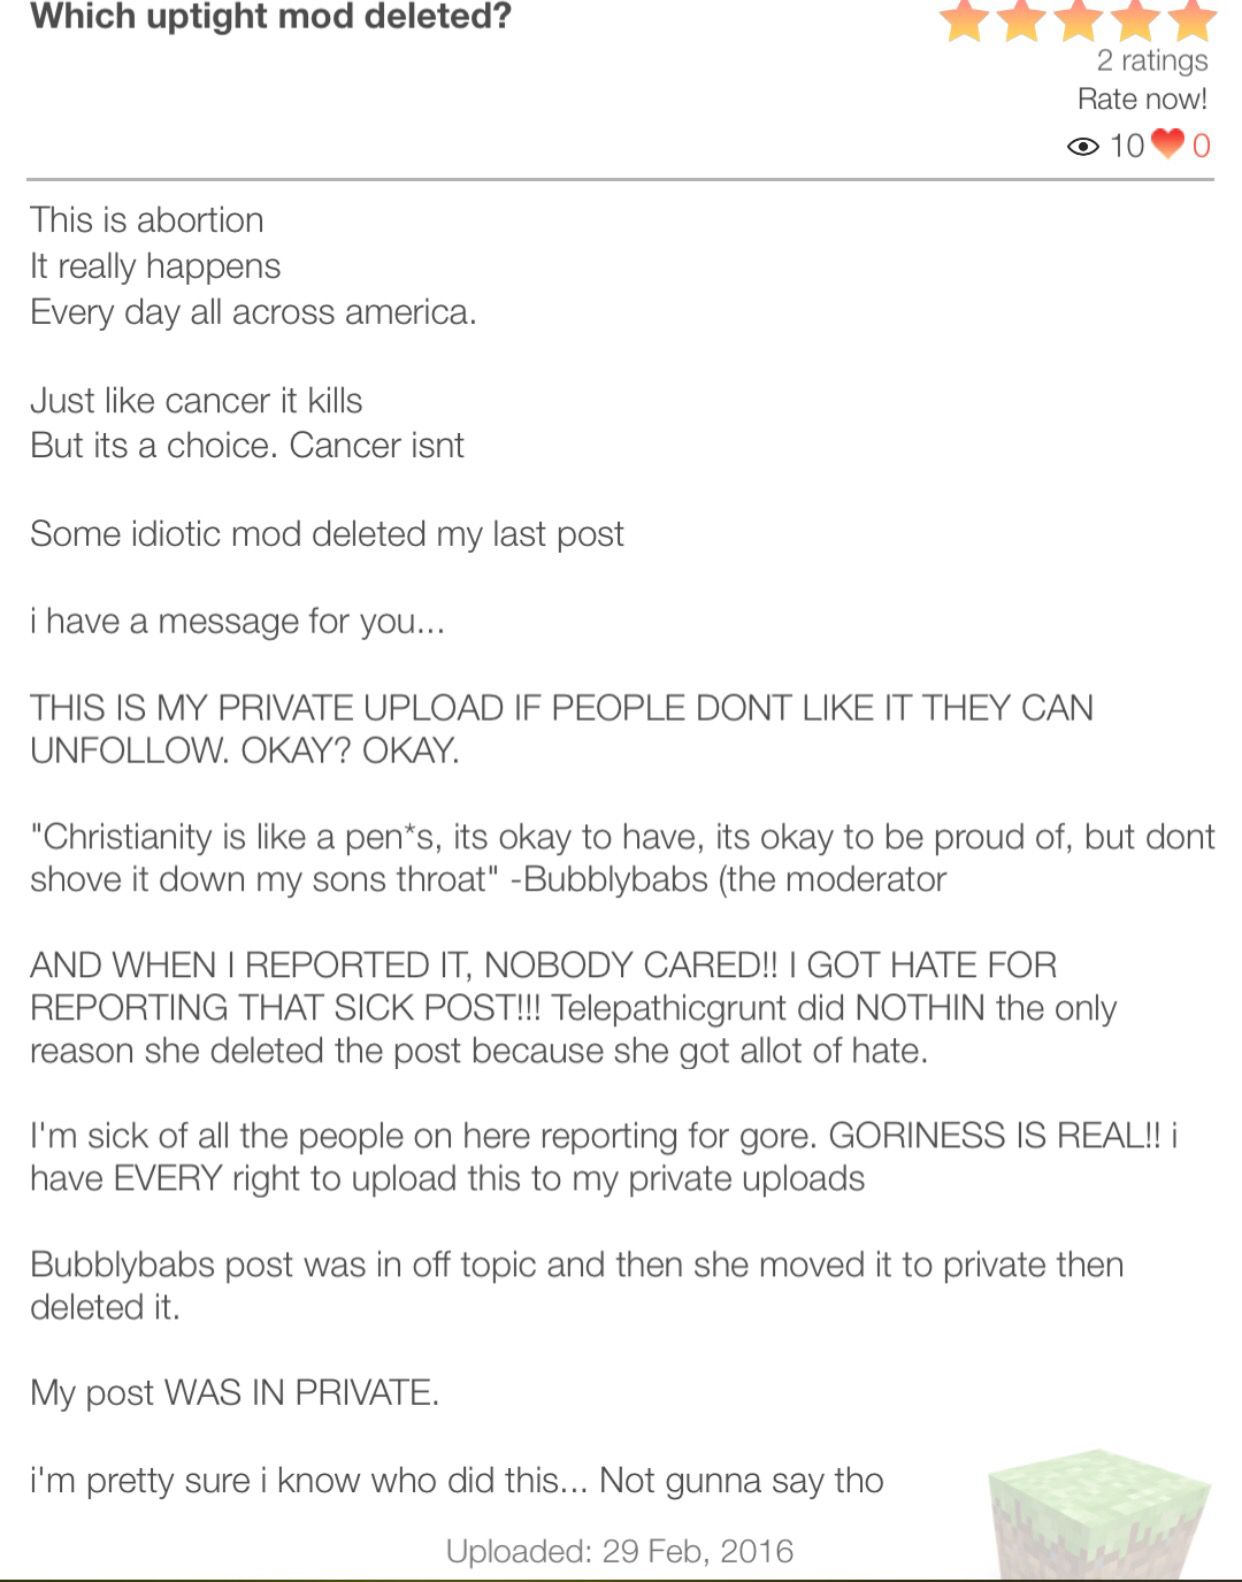 Which uptight mod deleted?
2 ratings
Rate now!
10 0
This is abortion
It really happens
Every day all across america.
Just like cancer it kills
But its a choice. Cancer isnt
Some idiotic mod deleted my last post
i have a message for you...
THIS IS MY PRIVATE UPLOAD IF PEOPLE DONT LIKE IT THEY CAN
UNFOLLOW. OKAY? OKAY.
"Christianity is like a pen*s, its okay to have, its okay to be proud of, but dont
shove it down my sons throat" -Bubblybabs (the moderator
AND WHEN I REPORTED IT, NOBODY CARED!! I GOT HATE FOR
REPORTING THAT SICK POST!!! Telepathicgrunt did NOTHIN the only
reason she deleted the post because she got allot of hate.
I'm sick of all the people on here reporting for gore. GORINESS IS REAL!! i
have EVERY right to upload this to my private uploads
Bubblybabs post was in off topic and then she moved it to private then
deleted it.
My post WAS IN PRIVATE.
i'm pretty sure i know who did this... Not gunna say tho
Uploaded: 29 Feb, 2016